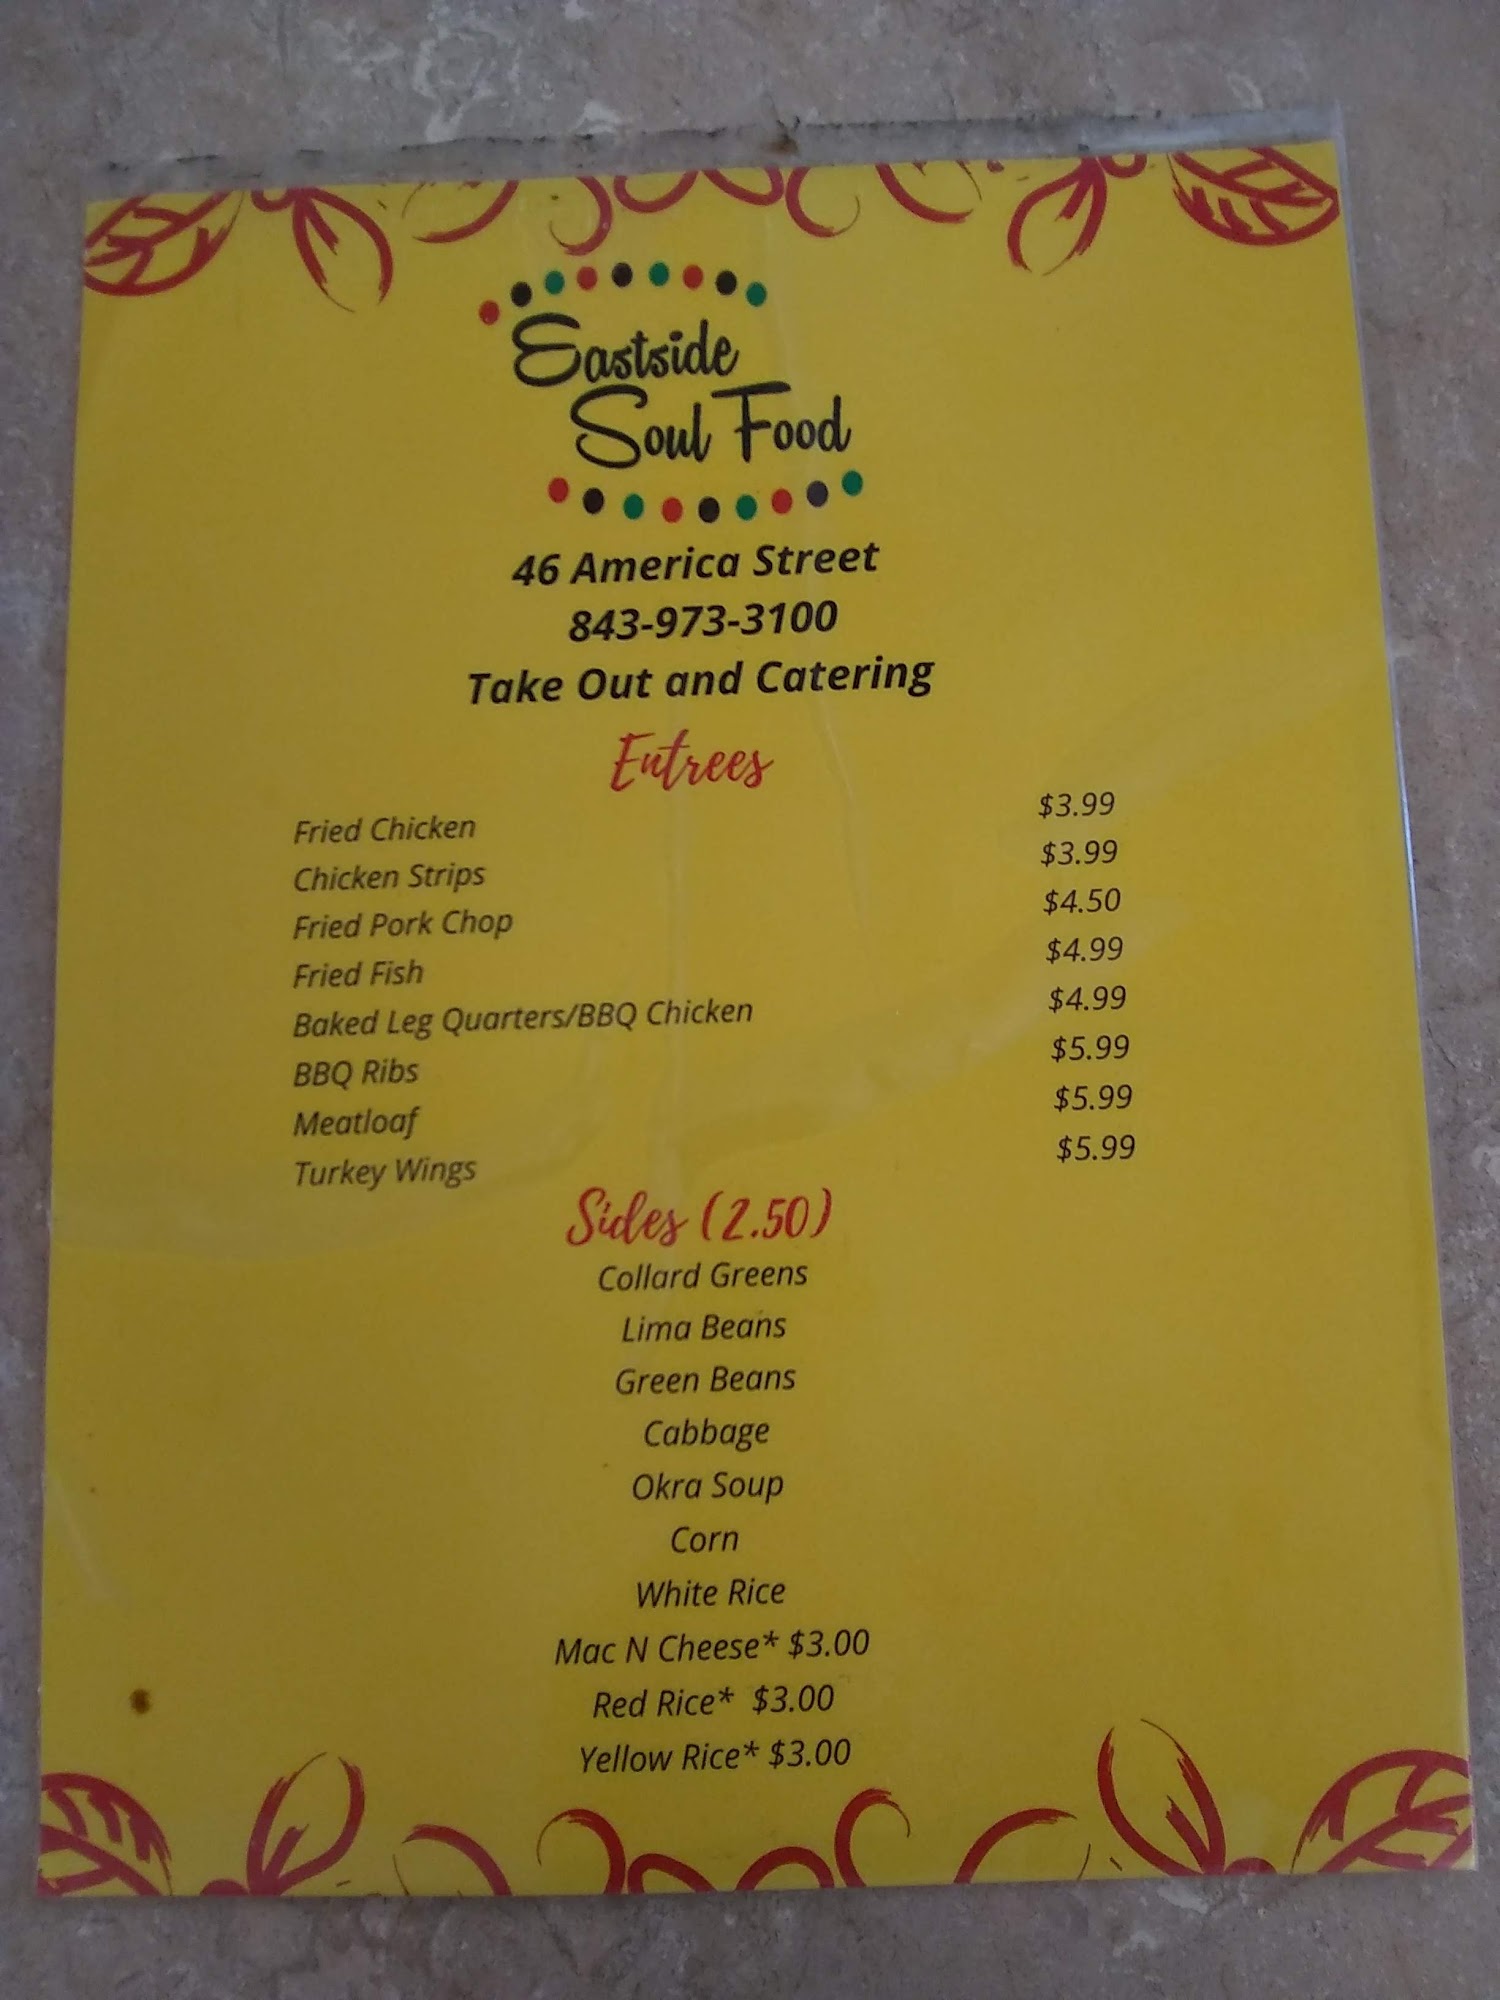 Eastside
Soul Food
46 America Street
843-973-3100
Take Out and Catering
Entrees
Fried Chicken $3.99
Chicken Strips $3.99
Fried Pork Chop $4.50
Fried Fish $4.99
Baked Leg Quarters/BBQ Chicken $4.99
BBQ Ribs $5.99
Meatloaf $5.99
Turkey Wings $5.99
Sides (2.50)
Collard Greens
Lima Beans
Green Beans
Cabbage
Okra Soup
Corn
White Rice
Mac N Cheese* $3.00
Red Rice* $3.00
Yellow Rice* $3.00